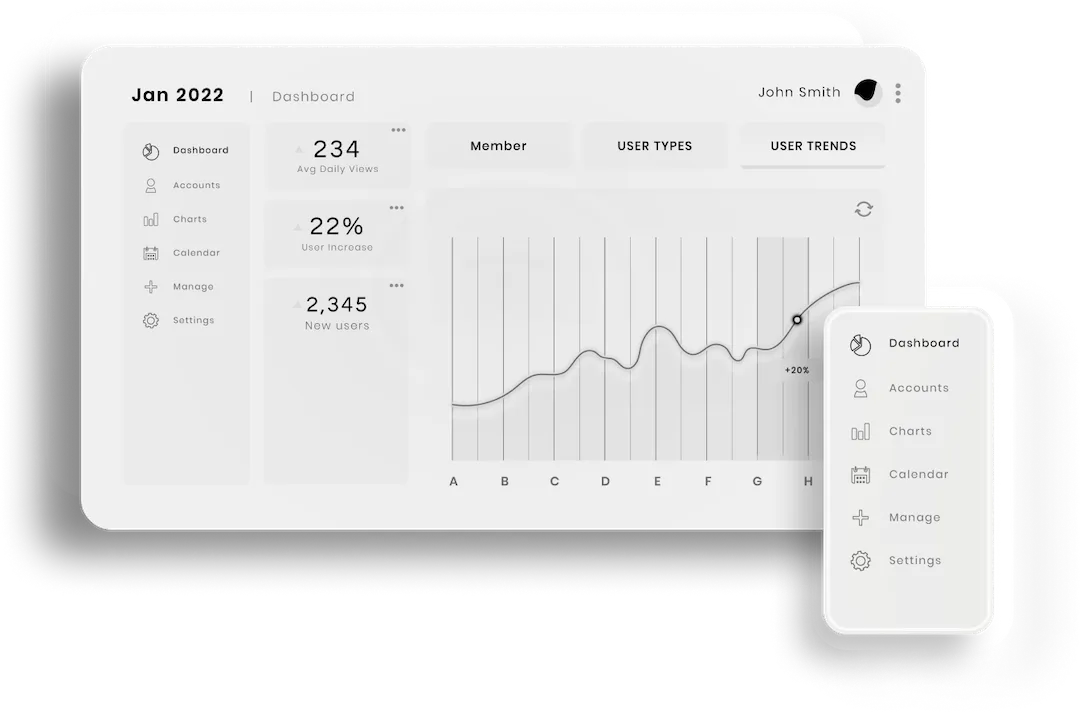 Jan 2022 | Dashboard
John Smith
Dashboard
Accounts
Charts
Calendar
Manage
Settings
234
Avg Daily Views
22%
User Increase
2,345
New users
Member
USER TYPES
USER TRENDS
+20%
A B C D E F G H
Dashboard
Accounts
Charts
Calendar
Manage
Settings